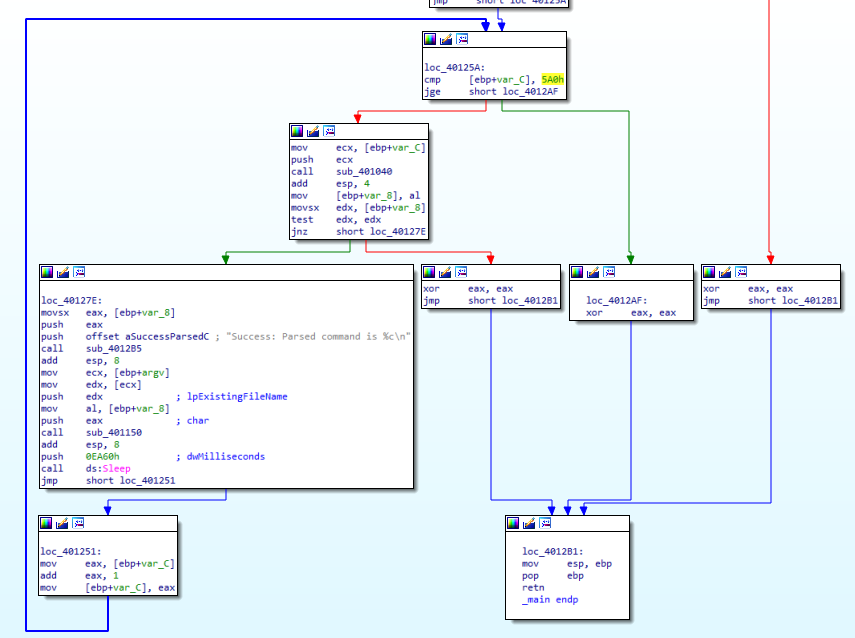 jmp     short loc_40125A
loc_40125A:
cmp     [ebp+var_C], 5A0h
jge     short loc_4012AF
mov     ecx, [ebp+var_C]
push    ecx
call    sub_401040
add     esp, 4
mov     [ebp+var_8], al
movsx   edx, [ebp+var_8]
test    edx, edx
jnz     short loc_40127E
loc_40127E:
movsx   eax, [ebp+var_8]
push    eax
push    offset aSuccessParsedC ; "Success: Parsed command is %c\n"
call    sub_4012B5
add     esp, 8
mov     ecx, [ebp+argv]
mov     edx, [ecx]
push    edx             ; lpExistingFileName
mov     al, [ebp+var_8]
push    eax             ; char
call    sub_401150
add     esp, 8
push    0EA60h          ; dwMilliseconds
call    ds:Sleep
jmp     short loc_401251
xor     eax, eax
jmp     short loc_4012B1
loc_4012AF:
xor     eax, eax
xor     eax, eax
jmp     short loc_4012B1
loc_401251:
mov     eax, [ebp+var_C]
add     eax, 1
mov     [ebp+var_C], eax
loc_4012B1:
mov     esp, ebp
pop     ebp
retn
_main endp